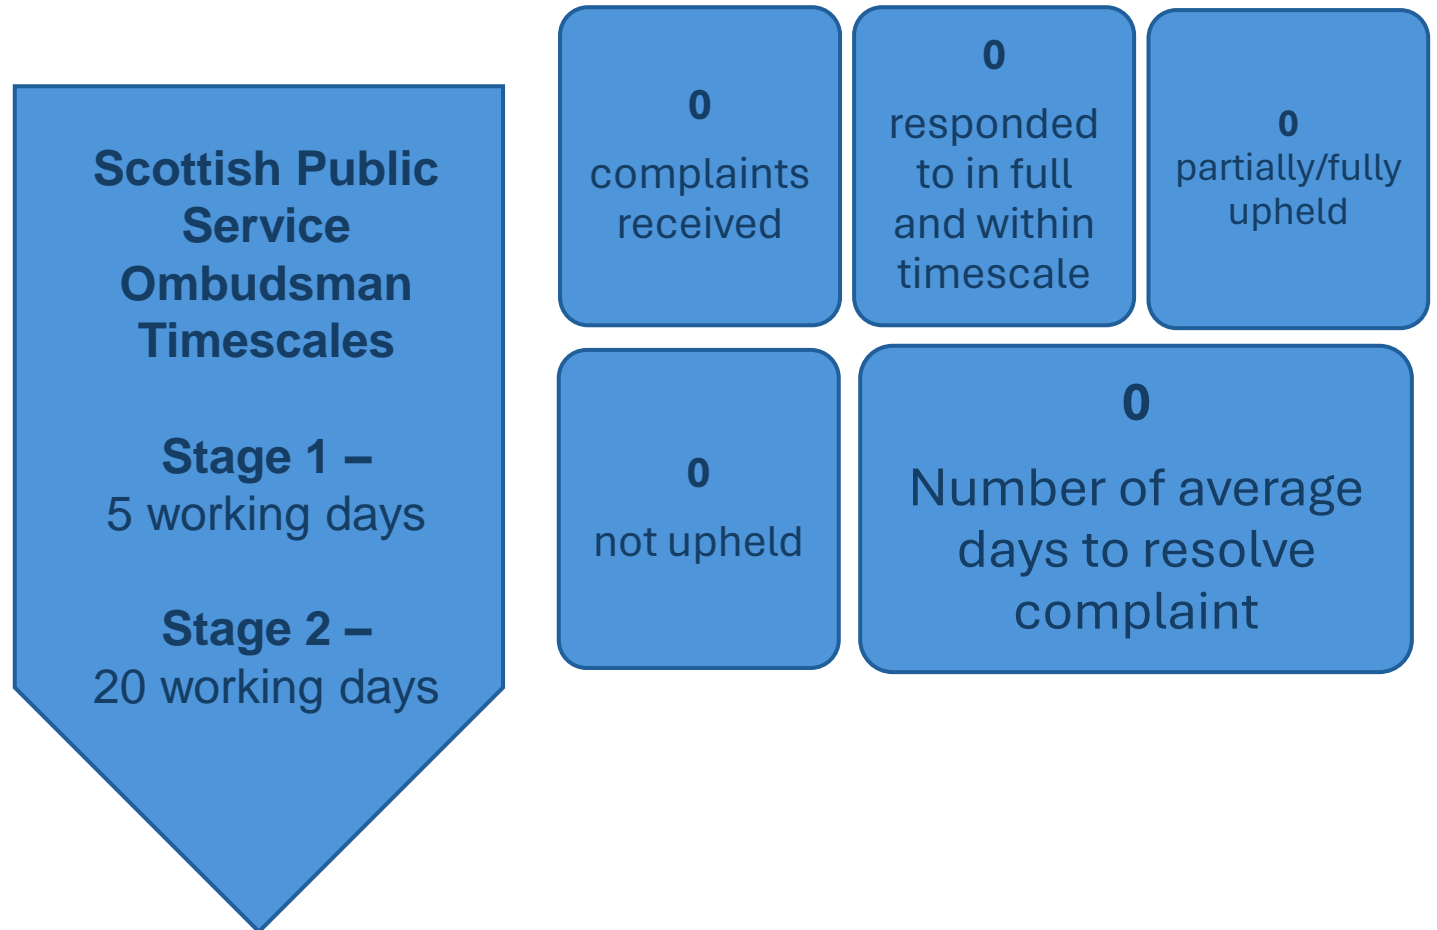 Scottish Public
Service
Ombudsman
Timescales
Stage 1 –
5 working days
Stage 2 –
20 working days
0
complaints
received
0
responded
to in full
and within
timescale
0
partially/fully
upheld
0
not upheld
0
Number of average
days to resolve
complaint